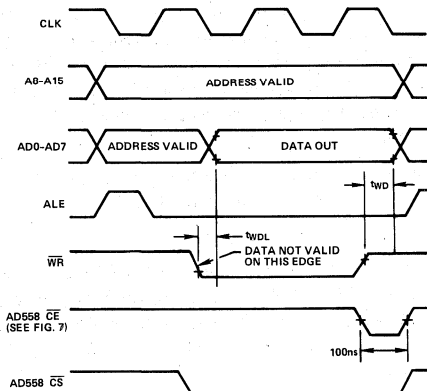 CLK
A0-A15
ADDRESS VALID
AD0-AD7
ADDRESS VALID
DATA OUT
ALE
tWD
tWDL
WR
DATA NOT VALID
ON THIS EDGE
AD558 CE
(SEE FIG. 7)
100ns
AD558 CS